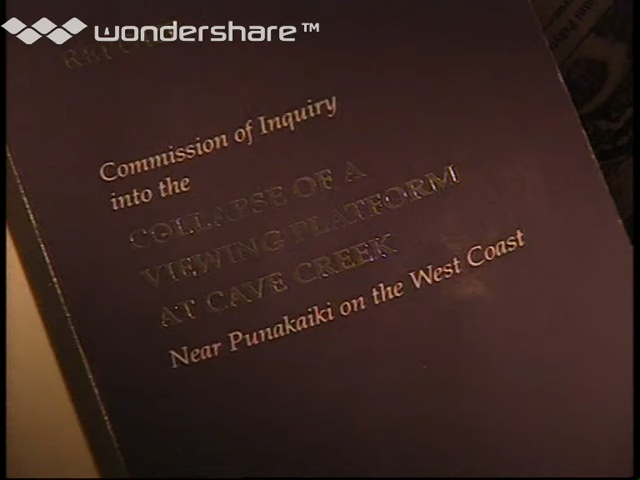 wondershare™
Commission of Inquiry
into the
COLLAPSE OF A
VIEWING PLATFORM
AT CAVE CREEK
Near Punakaiki on the West Coast